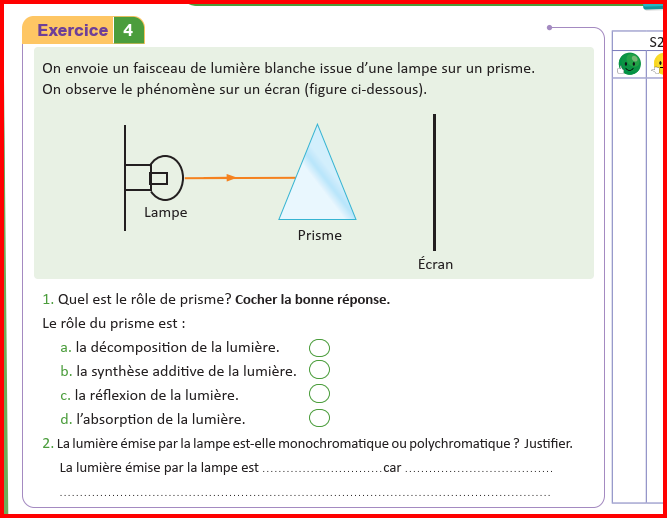 Exercice 4
S2
On envoie un faisceau de lumière blanche issue d’une lampe sur un prisme.
On observe le phénomène sur un écran (figure ci-dessous).
Lampe
Prisme
Écran
1. Quel est le rôle de prisme? Cocher la bonne réponse.
Le rôle du prisme est :
a. la décomposition de la lumière.
b. la synthèse additive de la lumière.
c. la réflexion de la lumière.
d. l’absorption de la lumière.
2. La lumière émise par la lampe est-elle monochromatique ou polychromatique ? Justifier.
La lumière émise par la lampe est ..............................car .....................................
...........................................................................................................................